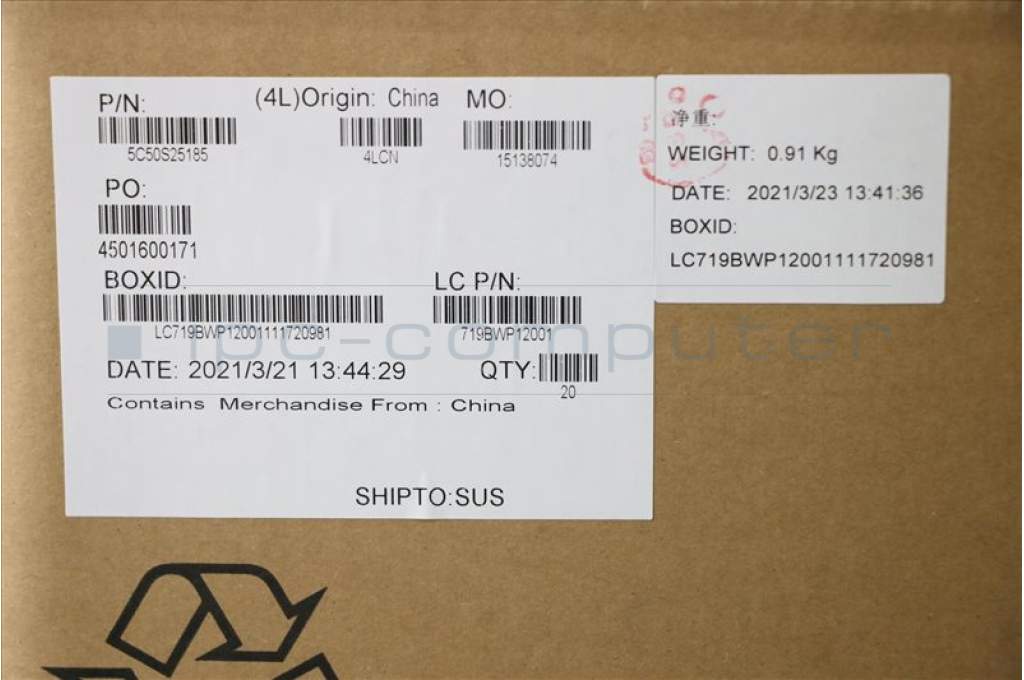 P/N: (4L)Origin: China MO:
5C50S25185 4LCN 15138074
PO:
4501600171
BOXID: LC P/N:
LC719BWP12001111720981 719BWP12001
DATE: 2021/3/21 13:44:29 QTY:
20
Contains Merchandise From : China
SHIPTO:SUS
净重:
WEIGHT: 0.91 Kg
DATE: 2021/3/23 13:41:36
BOXID:
LC719BWP12001111720981
ipc-computer